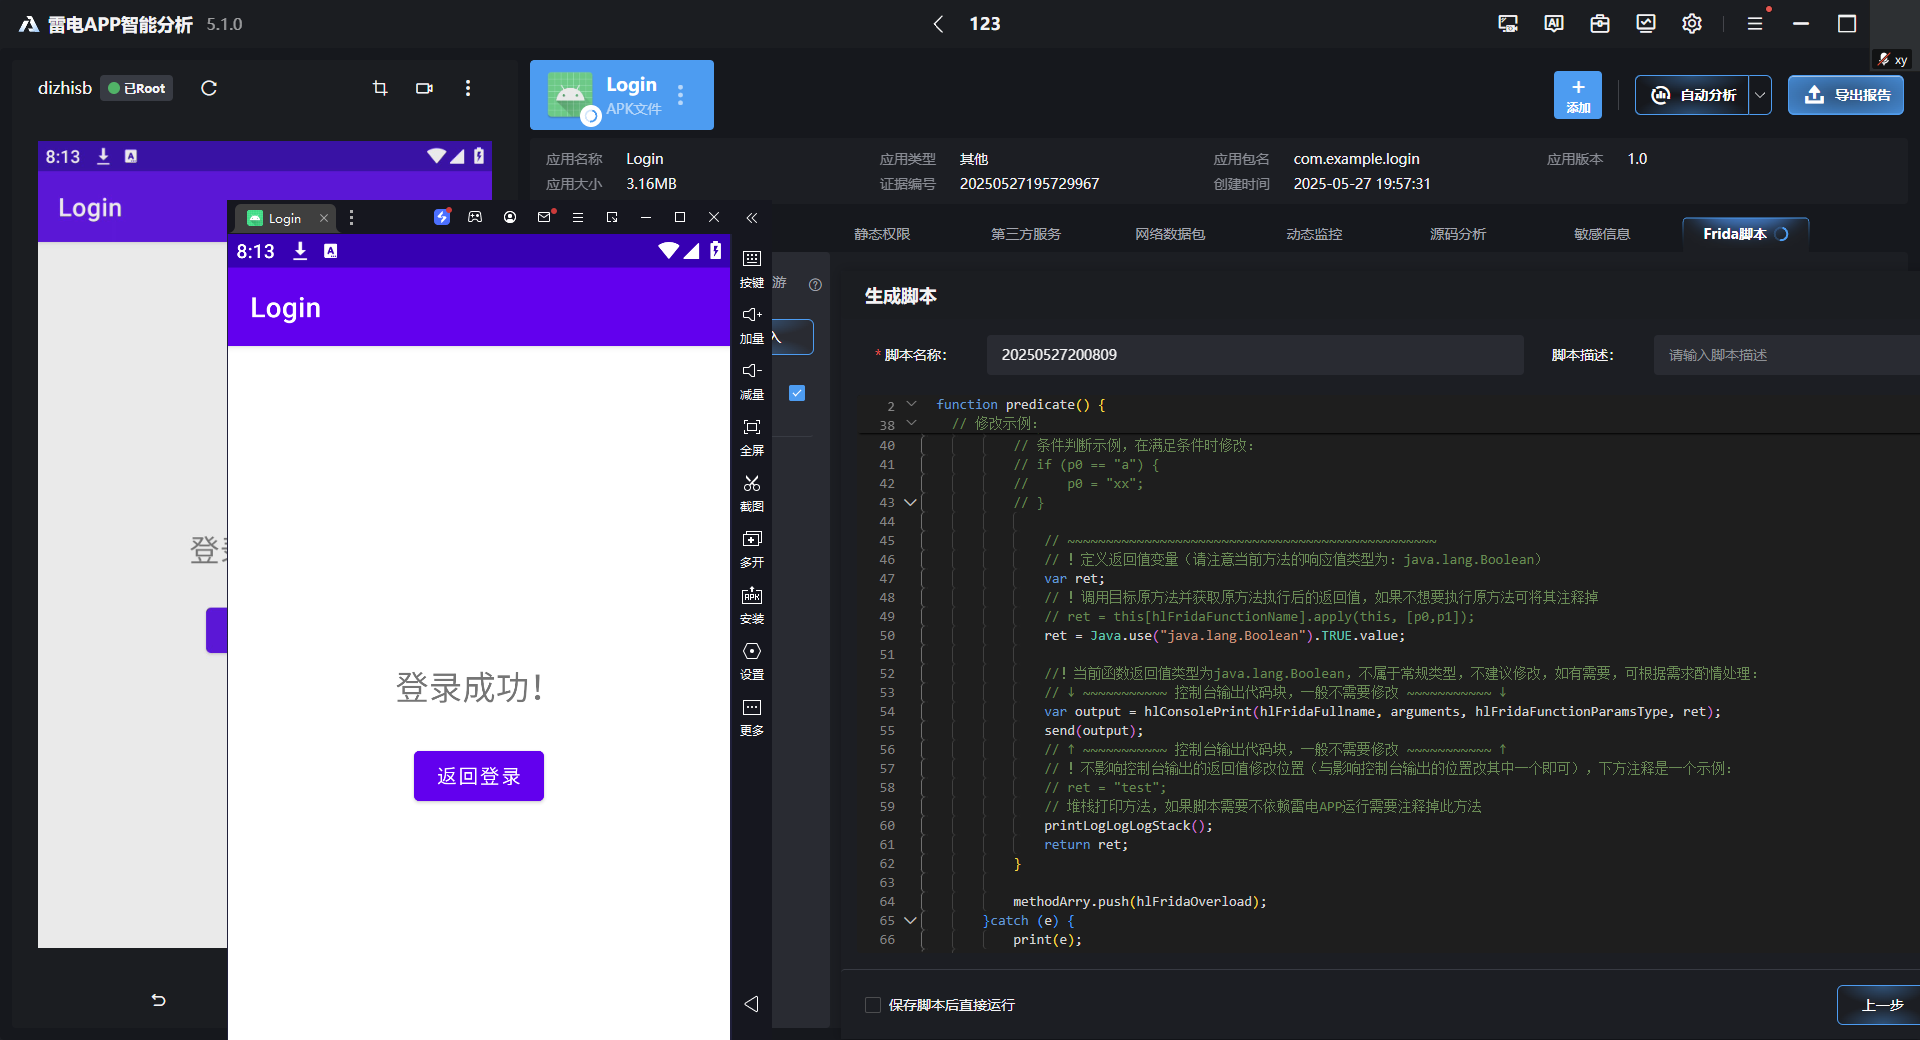 雷电APP智能分析 5.1.0
123
xy
dizhisb 已Root
Login
APK文件
添加
自动分析
导出报告
应用名称 Login 应用类型 其他 应用包名 com.example.login 应用版本 1.0
应用大小 3.16MB 证据编号 20250527195729967 创建时间 2025-05-27 19:57:31
8:13
Login
登
Login
8:13
Login
登录成功!
返回登录
按键
加量
减量
全屏
截图
多开
安装
设置
更多
静态权限 第三方服务 网络数据包 动态监控 源码分析 敏感信息 Frida脚本
游
入
生成脚本
* 脚本名称: 20250527200809 脚本描述: 请输入脚本描述
2 function predicate() {
38 // 修改示例:
40 // 条件判断示例，在满足条件时修改:
41 // if (p0 == "a") {
42 // p0 = "xx";
43 // }
44
45 // ~~~~~~~~~~~~~~~~~~~~~~~~~~~~~~~~~~~~~~~~~~~~~~~~
46 // ! 定义返回值变量（请注意当前方法的响应值类型为: java.lang.Boolean）
47 var ret;
48 // ! 调用目标原方法并获取原方法执行后的返回值，如果不想要执行原方法可将其注释掉
49 // ret = this[hlFridaFunctionName].apply(this, [p0,p1]);
50 ret = Java.use("java.lang.Boolean").TRUE.value;
51
52 //! 当前函数返回值类型为java.lang.Boolean，不属于常规类型，不建议修改，如有需要，可根据需求酌情处理:
53 // ↓ ~~~~~~~~~~~ 控制台输出代码块，一般不需要修改 ~~~~~~~~~~~ ↓
54 var output = hlConsolePrint(hlFridaFullname, arguments, hlFridaFunctionParamsType, ret);
55 send(output);
56 // ↑ ~~~~~~~~~~~ 控制台输出代码块，一般不需要修改 ~~~~~~~~~~~ ↑
57 // ! 不影响控制台输出的返回值修改位置（与影响控制台输出的位置改其中一个即可），下方注释是一个示例:
58 // ret = "test";
59 // 堆栈打印方法，如果脚本需要不依赖雷电APP运行需要注释掉此方法
60 printLogLogLogStack();
61 return ret;
62 }
63
64 methodArry.push(hlFridaOverload);
65 }catch (e) {
66 print(e);
保存脚本后直接运行
上一步